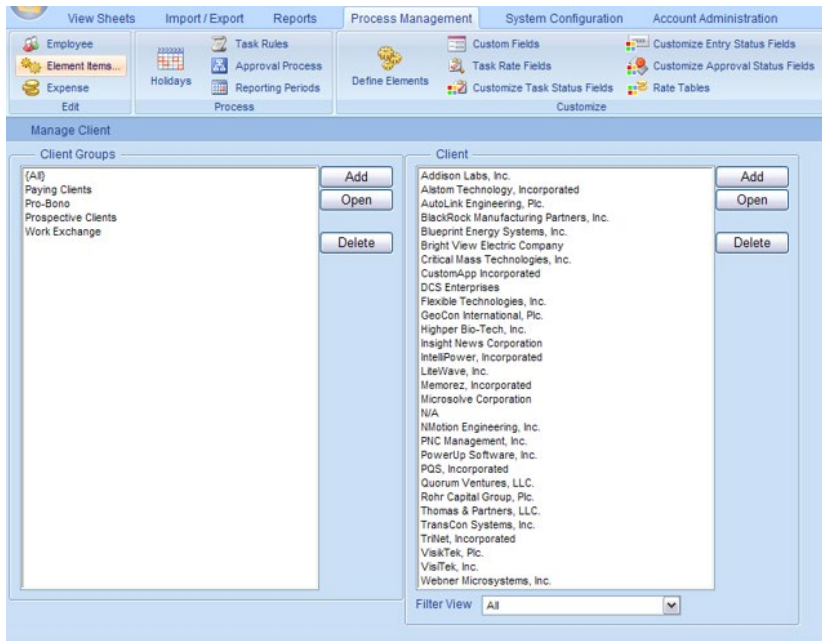 View Sheets Import / Export Reports Process Management System Configuration Account Administration
Employee Task Rules Custom Fields Customize Entry Status Fields
Element Items... Approval Process Task Rate Fields Customize Approval Status Fields
Holidays Define Elements
Expense Reporting Periods Customize Task Status Fields Rate Tables
Edit Process Customize
Manage Client
Client Groups
{All}
Paying Clients
Pro-Bono
Prospective Clients
Work Exchange
Add
Open
Delete
Client
Addison Labs, Inc.
Alstom Technology, Incorporated
AutoLink Engineering, Plc.
BlackRock Manufacturing Partners, Inc.
Blueprint Energy Systems, Inc.
Bright View Electric Company
Critical Mass Technologies, Inc.
CustomApp Incorporated
DCS Enterprises
Flexible Technologies, Inc.
GeoCon International, Plc.
Highper Bio-Tech, Inc.
Insight News Corporation
IntelliPower, Incorporated
LiteWave, Inc.
Memorez, Incorporated
Microsolve Corporation
N/A
NMotion Engineering, Inc.
PNC Management, Inc.
PowerUp Software, Inc.
PQS, Incorporated
Quorum Ventures, LLC.
Rohr Capital Group, Plc.
Thomas & Partners, LLC.
TransCon Systems, Inc.
TriNet, Incorporated
VisikTek, Plc.
VisiTek, Inc.
Webner Microsystems, Inc.
Add
Open
Delete
Filter View All